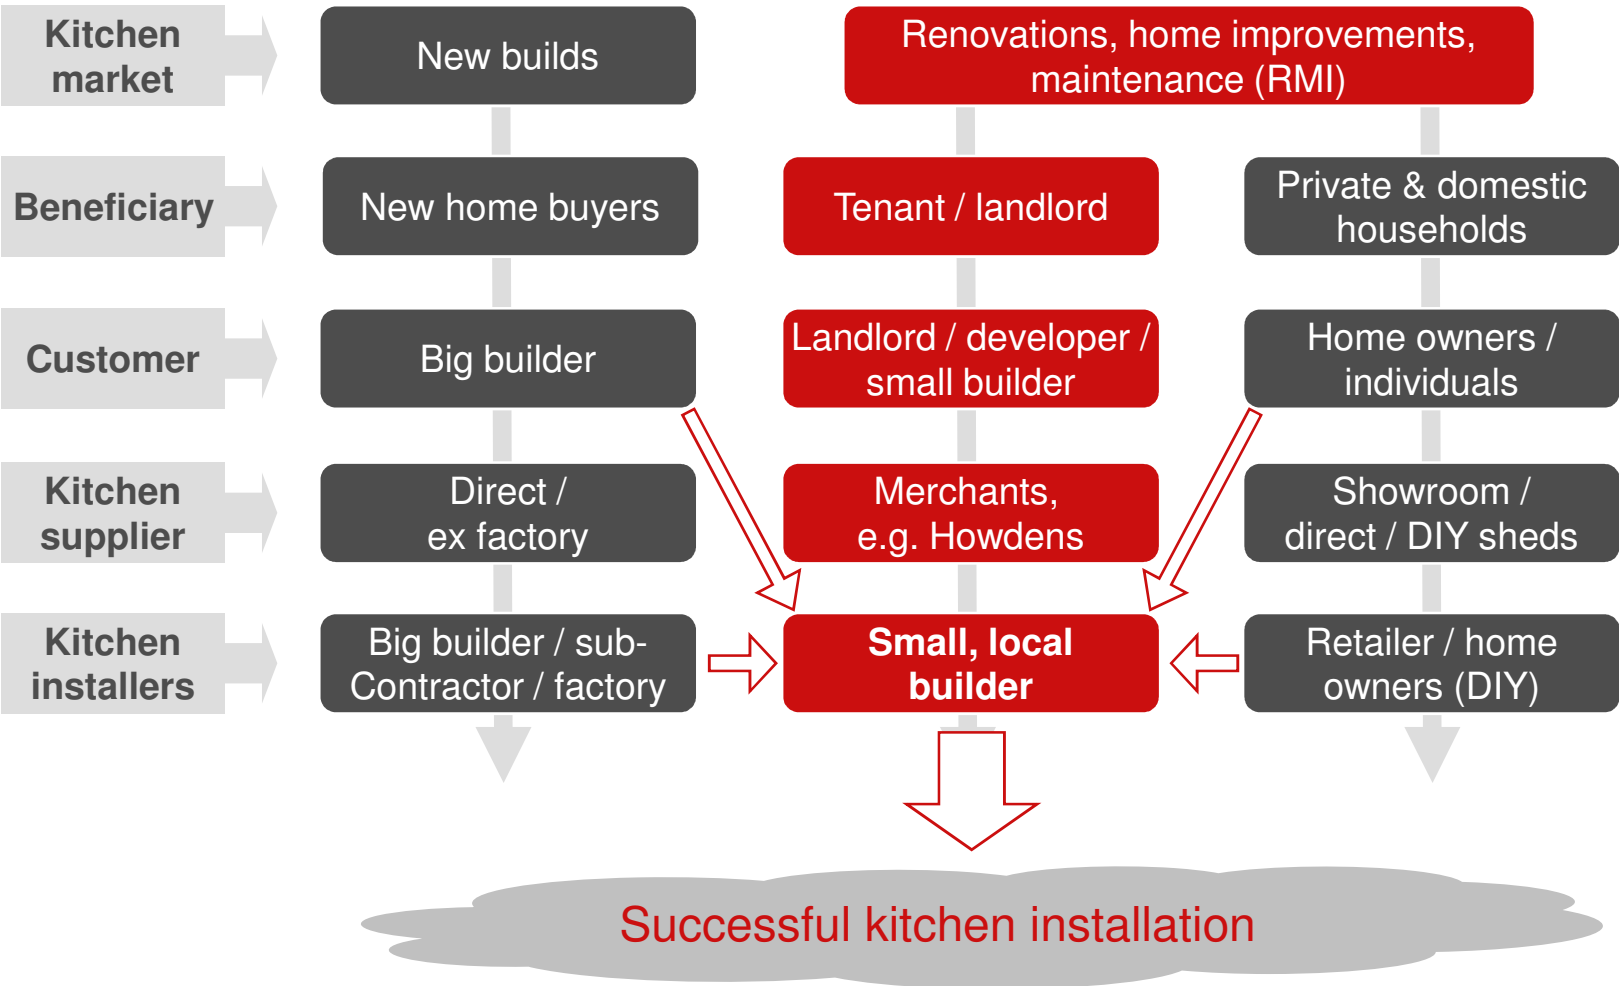 Kitchen
market
New builds
Renovations, home improvements,
maintenance (RMI)
Beneficiary
New home buyers
Tenant / landlord
Private & domestic
households
Customer
Big builder
Landlord / developer /
small builder
Home owners /
individuals
Kitchen
supplier
Direct /
ex factory
Merchants,
e.g. Howdens
Showroom /
direct / DIY sheds
Kitchen
installers
Big builder / sub-
Contractor / factory
Small, local
builder
Retailer / home
owners (DIY)
Successful kitchen installation